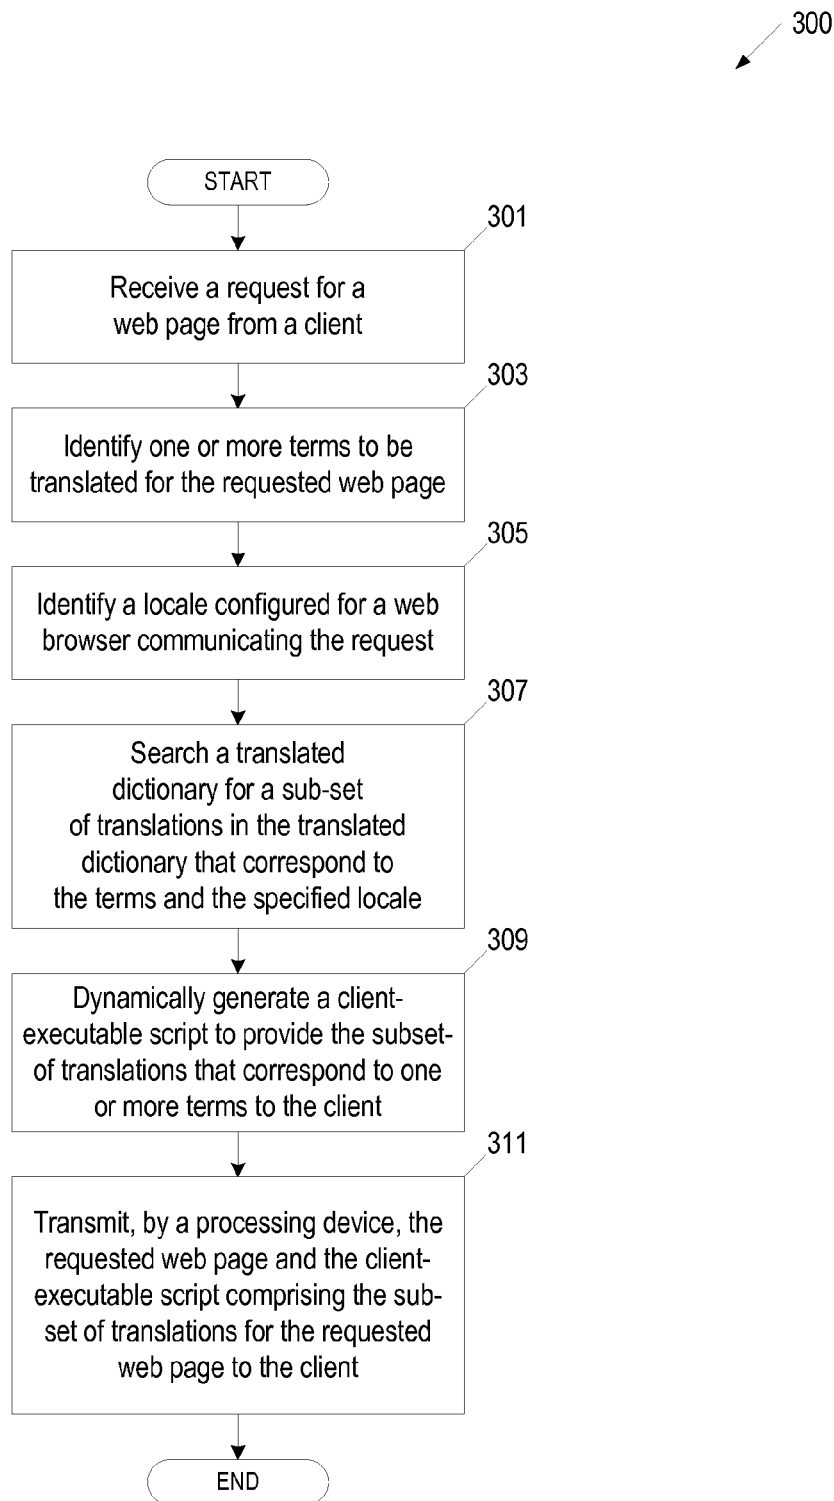 300
START
301
Receive a request for a
web page from a client
303
Identify one or more terms to be
translated for the requested web page
305
Identify a locale configured for a web
browser communicating the request
307
Search a translated
dictionary for a sub-set
of translations in the translated
dictionary that correspond to
the terms and the specified locale
309
Dynamically generate a client-
executable script to provide the subset-
of translations that correspond to one
or more terms to the client
311
Transmit, by a processing device, the
requested web page and the client-
executable script comprising the sub-
set of translations for the requested
web page to the client
END